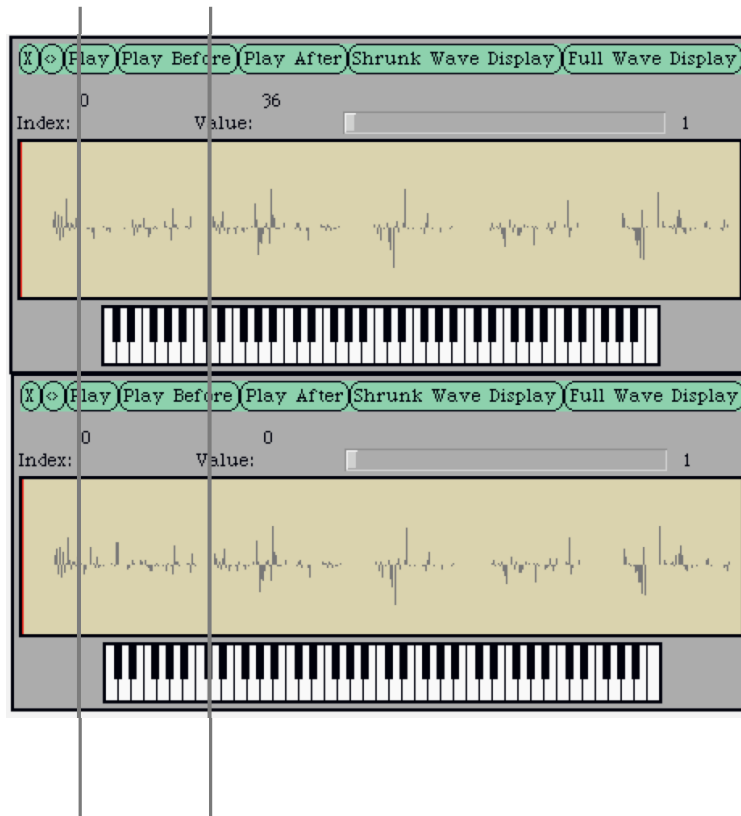 X <> Play Play Before Play After Shrunk Wave Display Full Wave Display
0 36
Index: Value: 1
X <> Play Play Before Play After Shrunk Wave Display Full Wave Display
0 0
Index: Value: 1